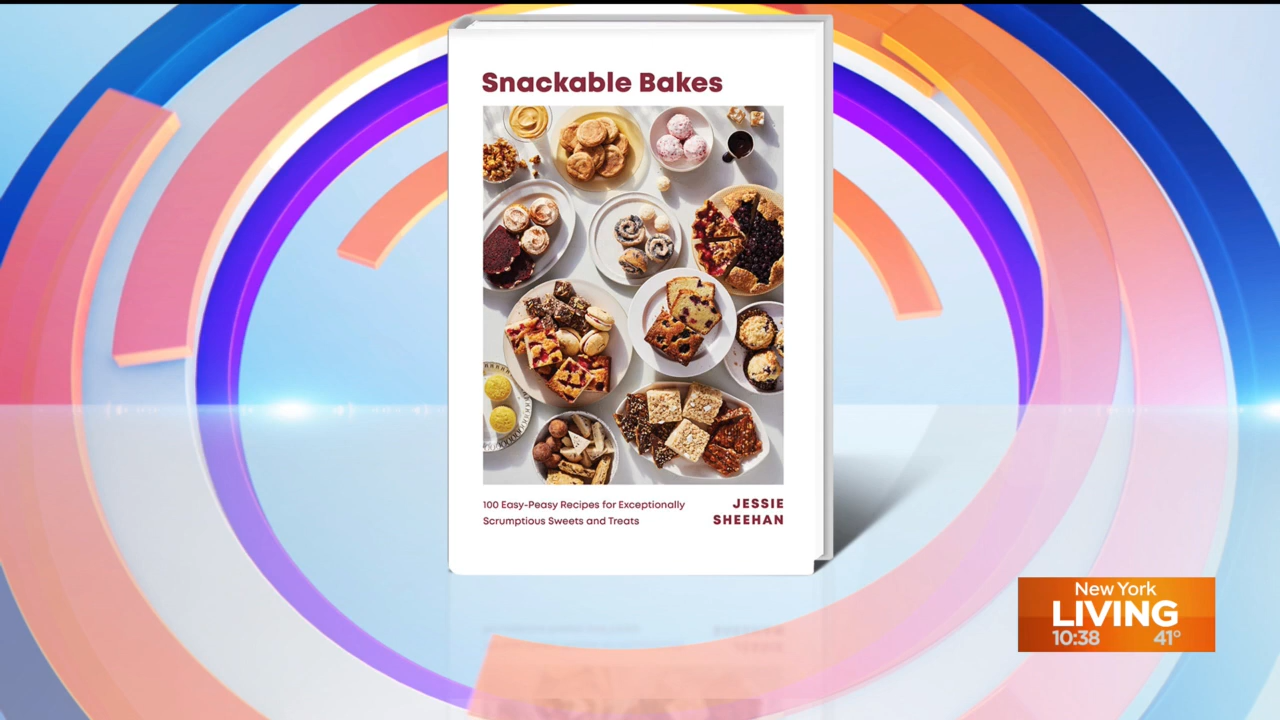 Snackable Bakes
100 Easy-Peasy Recipes for Exceptionally
Scrumptious Sweets and Treats
JESSIE
SHEEHAN
New York
LIVING
10:38 41°